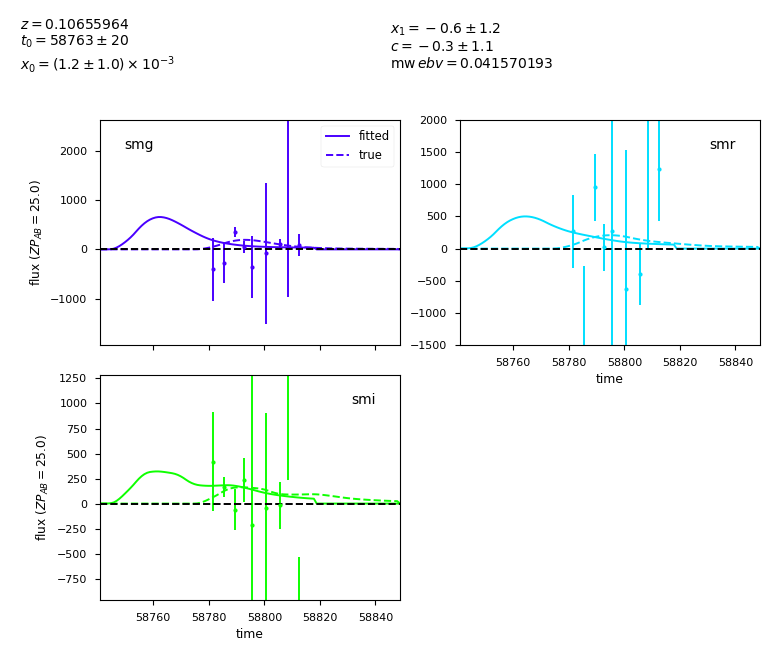 z = 0.10655964
t₀ = 58763 ± 20
x₀ = (1.2 ± 1.0) × 10⁻³
x₁ = −0.6 ± 1.2
c = −0.3 ± 1.1
mw ebv = 0.041570193
smg
fitted
true
2000
1000
0
−1000
flux (ZP_AB = 25.0)
smr
2000
1500
1000
500
0
−500
−1000
−1500
58760 58780 58800 58820 58840
time
smi
1250
1000
750
500
250
0
−250
−500
−750
flux (ZP_AB = 25.0)
58760 58780 58800 58820 58840
time